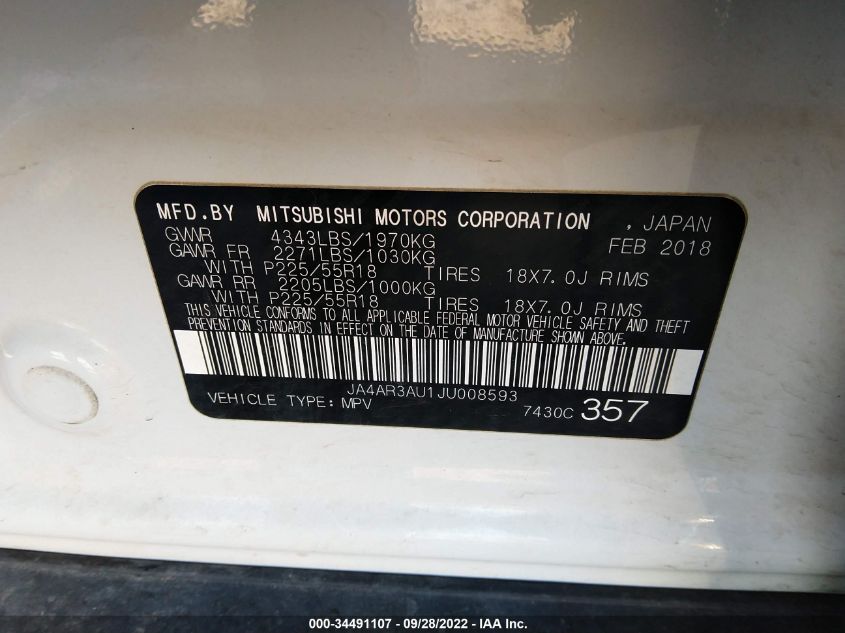 MFD.BY MITSUBISHI MOTORS CORPORATION , JAPAN
GVWR 4343LBS/1970KG FEB 2018
GAWR FR 2271LBS/1030KG
WITH P225/55R18 TIRES 18X7.0J RIMS
GAWR RR 2205LBS/1000KG
WITH P225/55R18 TIRES 18X7.0J RIMS
THIS VEHICLE CONFORMS TO ALL APPLICABLE FEDERAL MOTOR VEHICLE SAFETY AND THEFT
PREVENTION STANDARDS IN EFFECT ON THE DATE OF MANUFACTURE SHOWN ABOVE.
JA4AR3AU1JU008593
VEHICLE TYPE: MPV 7430C 357
000-34491107 - 09/28/2022 - IAA Inc.